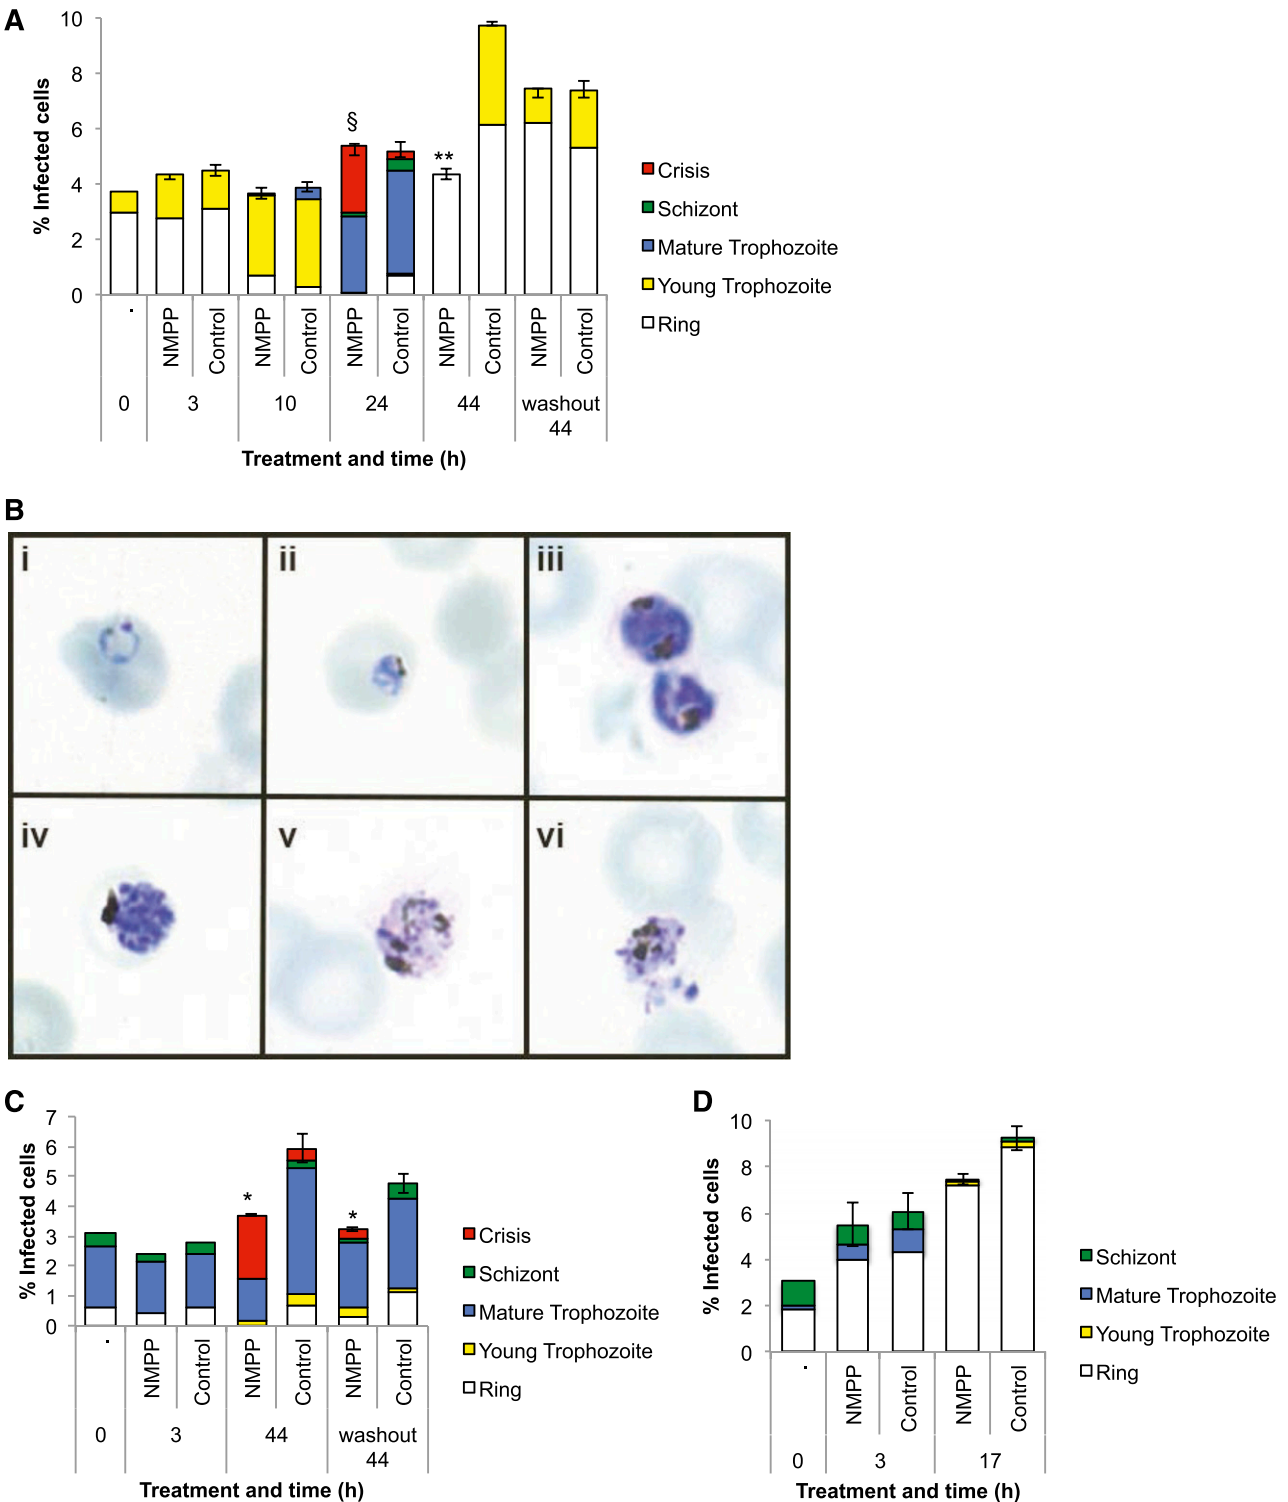 A
10
8
6
4
2
0
% Infected cells
§
**
Crisis
Schizont
Mature Trophozoite
Young Trophozoite
Ring
. NMPP Control NMPP Control NMPP Control NMPP Control NMPP Control
0 3 10 24 44 washout
44
Treatment and time (h)
B
i ii iii
iv v vi
C
7
6
5
4
3
2
1
0
% Infected cells
*
*
Crisis
Schizont
Mature Trophozoite
Young Trophozoite
Ring
. NMPP Control NMPP Control NMPP Control
0 3 44 washout
44
Treatment and time (h)
D
10
8
6
4
2
0
% Infected cells
Schizont
Mature Trophozoite
Young Trophozoite
Ring
. NMPP Control NMPP Control
0 3 17
Treatment and time (h)